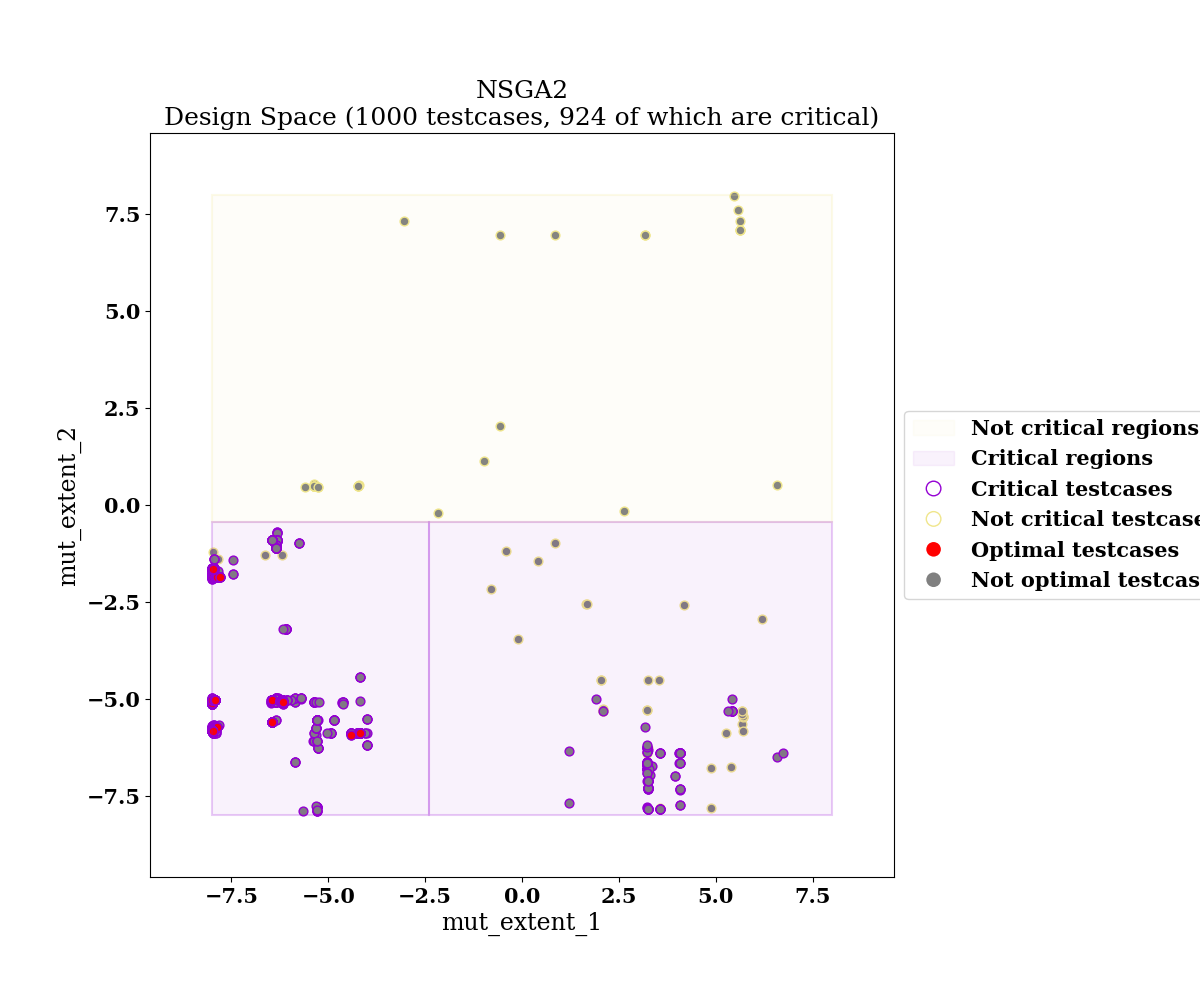 NSGA2
Design Space (1000 testcases, 924 of which are critical)
7.5
5.0
2.5
0.0
−2.5
−5.0
−7.5
mut_extent_2
−7.5
−5.0
−2.5
0.0
2.5
5.0
7.5
mut_extent_1
Not critical regions
Critical regions
Critical testcases
Not critical testcase
Optimal testcases
Not optimal testcas